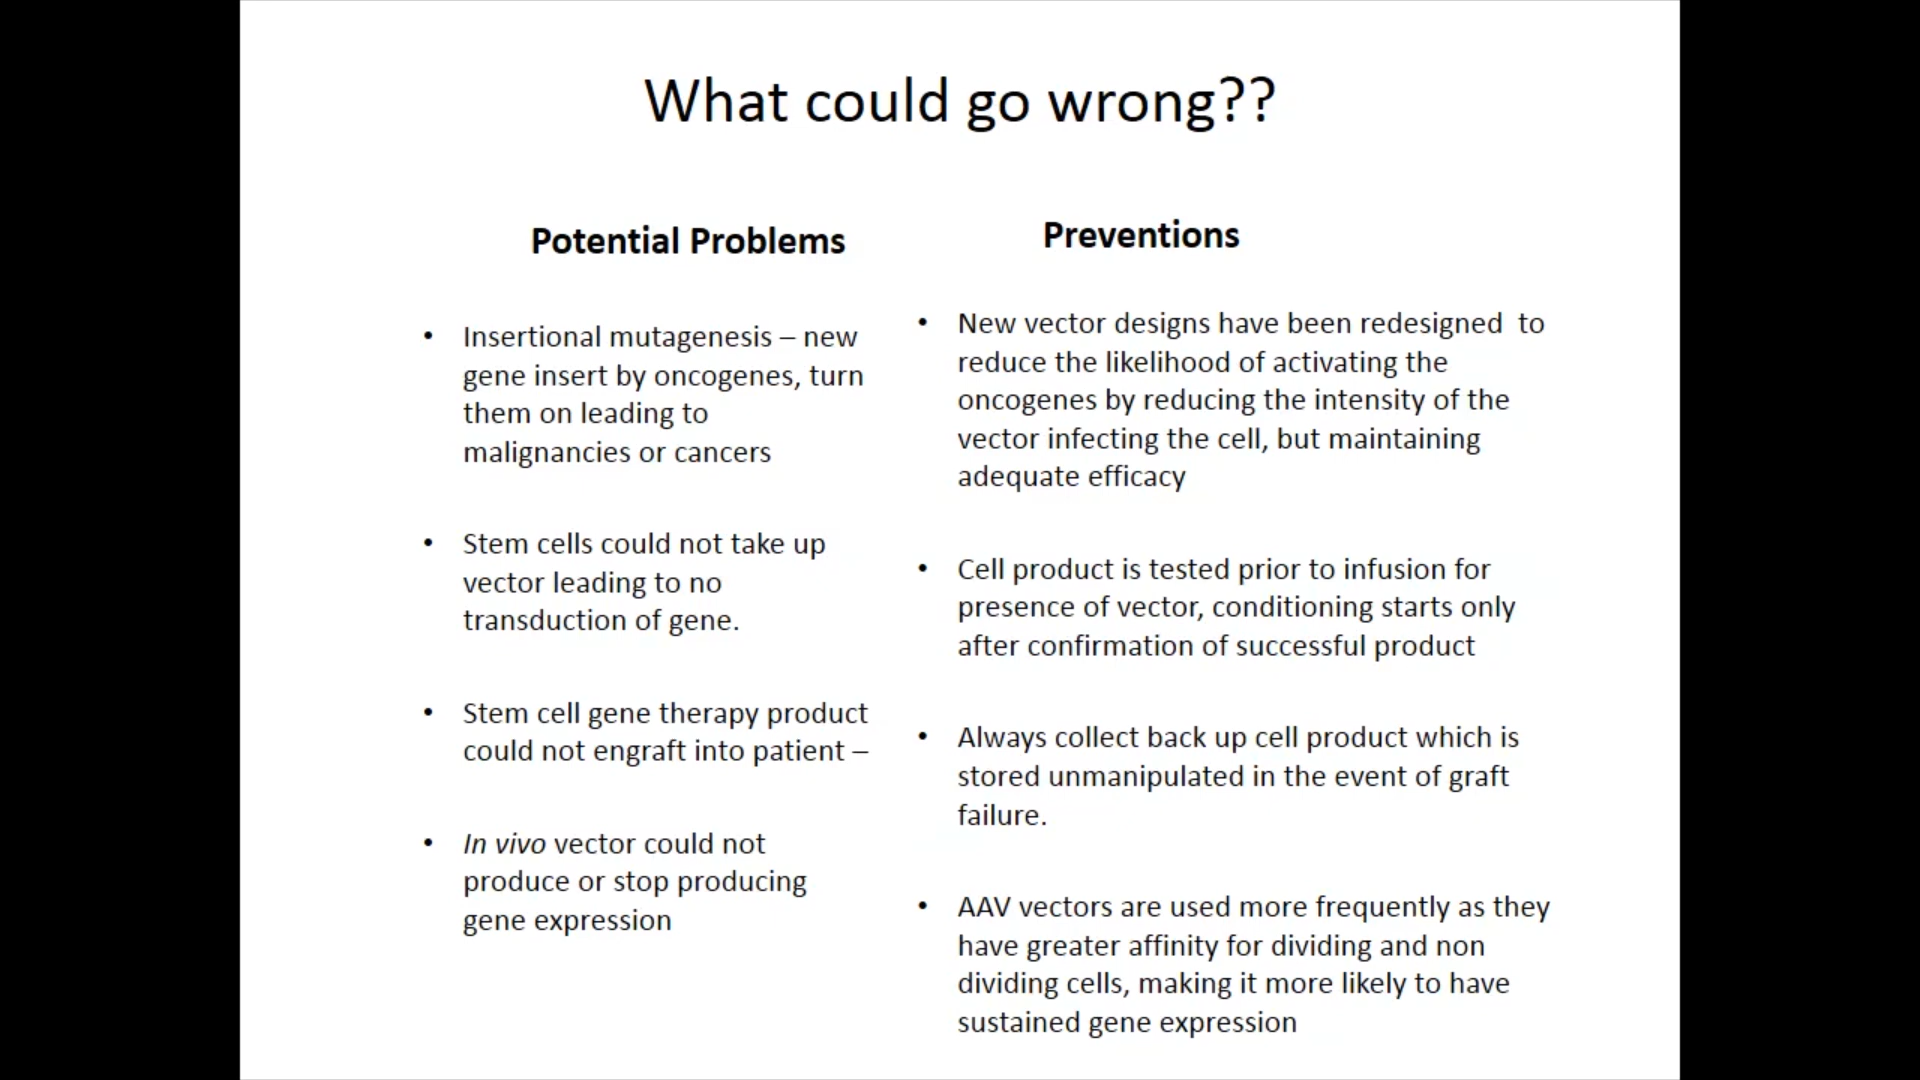 What could go wrong??
Potential Problems
• Insertional mutagenesis – new
gene insert by oncogenes, turn
them on leading to
malignancies or cancers
• Stem cells could not take up
vector leading to no
transduction of gene.
• Stem cell gene therapy product
could not engraft into patient –
• In vivo vector could not
produce or stop producing
gene expression
Preventions
• New vector designs have been redesigned  to
reduce the likelihood of activating the
oncogenes by reducing the intensity of the
vector infecting the cell, but maintaining
adequate efficacy
• Cell product is tested prior to infusion for
presence of vector, conditioning starts only
after confirmation of successful product
• Always collect back up cell product which is
stored unmanipulated in the event of graft
failure.
• AAV vectors are used more frequently as they
have greater affinity for dividing and non
dividing cells, making it more likely to have
sustained gene expression